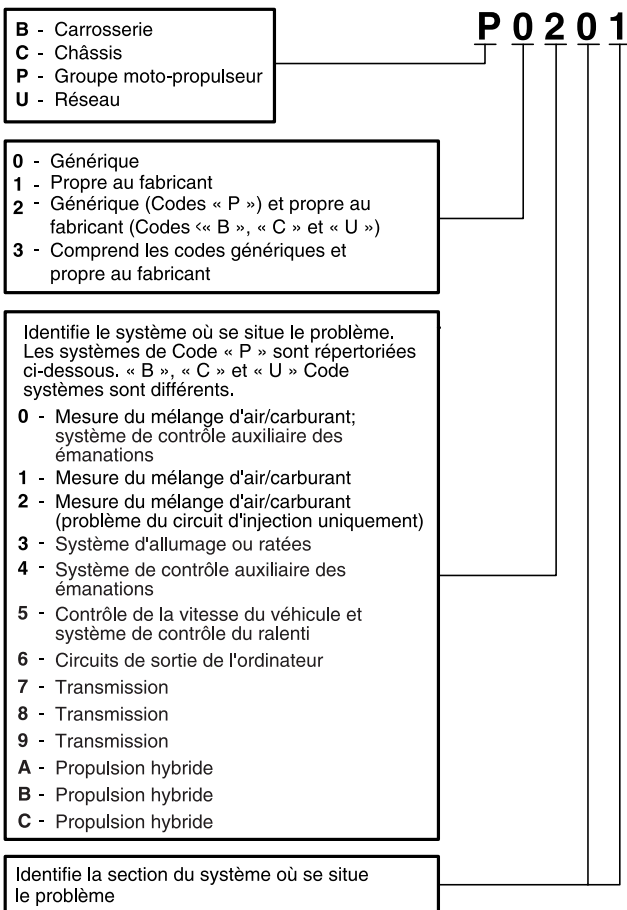 P 0 2 0 1
B - Carrosserie
C - Châssis
P - Groupe moto-propulseur
U - Réseau
0 - Générique
1 - Propre au fabricant
2 - Générique (Codes « P ») et propre au
fabricant (Codes ‹« B », « C » et « U »)
3 - Comprend les codes génériques et
propre au fabricant
Identifie le système où se situe le problème.
Les systèmes de Code « P » sont répertoriées
ci-dessous. « B », « C » et « U » Code
systèmes sont différents.
0 - Mesure du mélange d'air/carburant;
système de contrôle auxiliaire des
émanations
1 - Mesure du mélange d'air/carburant
2 - Mesure du mélange d'air/carburant
(problème du circuit d'injection uniquement)
3 - Système d'allumage ou ratées
4 - Système de contrôle auxiliaire des
émanations
5 - Contrôle de la vitesse du véhicule et
système de contrôle du ralenti
6 - Circuits de sortie de l'ordinateur
7 - Transmission
8 - Transmission
9 - Transmission
A - Propulsion hybride
B - Propulsion hybride
C - Propulsion hybride
Identifie la section du système où se situe
le problème